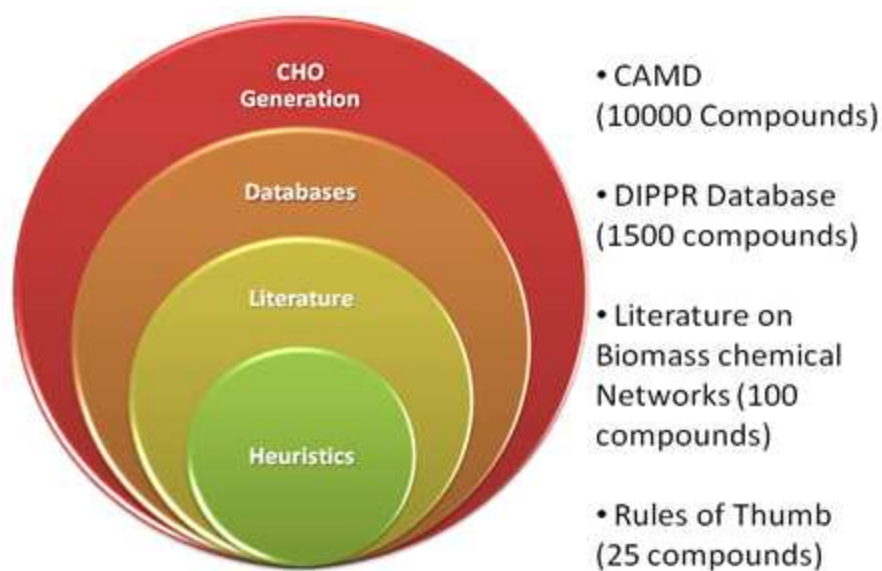 CHO
Generation
Databases
Literature
Heuristics
• CAMD
(10000 Compounds)
• DIPPR Database
(1500 compounds)
• Literature on
Biomass chemical
Networks (100
compounds)
• Rules of Thumb
(25 compounds)